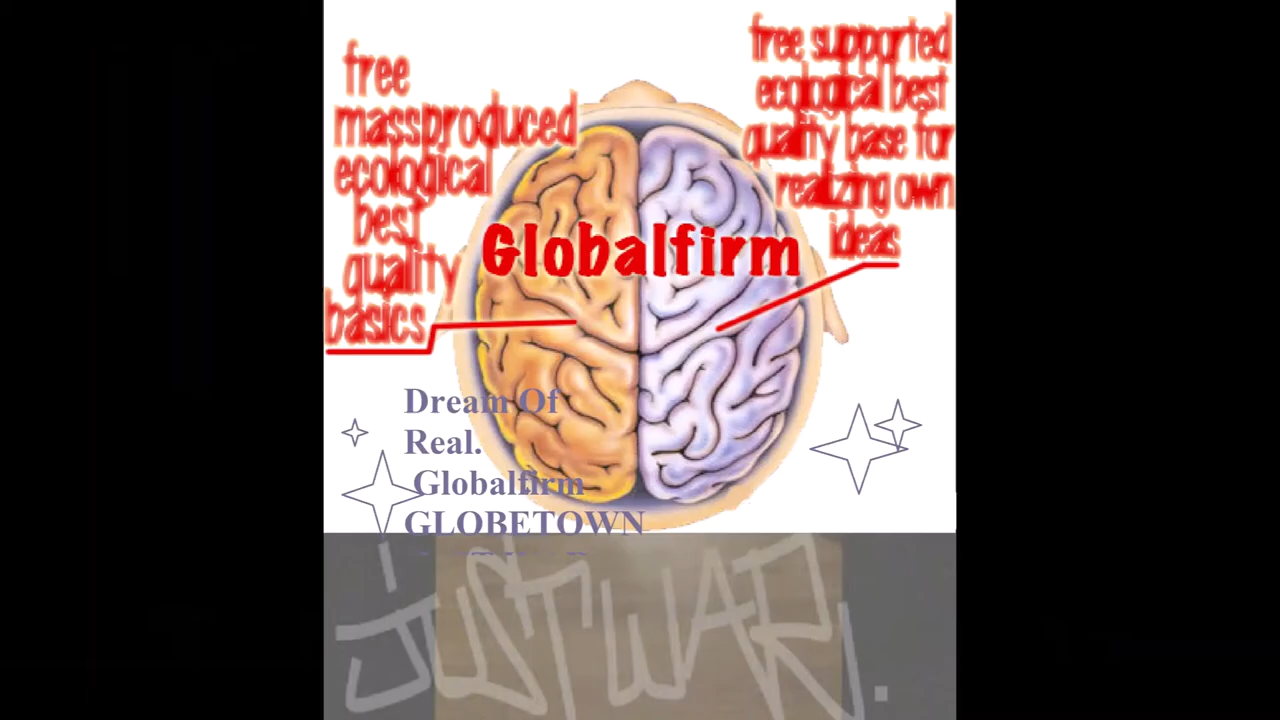 free
massproduced
ecological
best
quality
basics
free supported
ecological best
quality base for
realizing own
ideas
Globalfirm
Dream Of
Real.
Globalfirm
GLOBETOWN
JUST WAR.